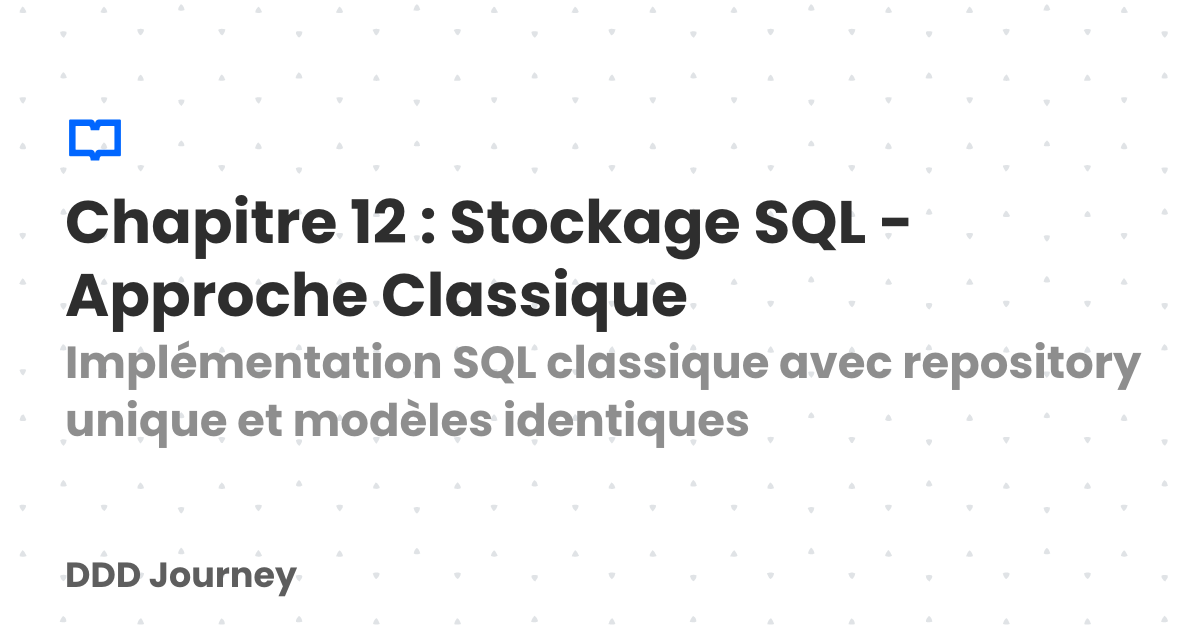 Chapitre 12 : Stockage SQL -
Approche Classique
Implémentation SQL classique avec repository
unique et modèles identiques
DDD Journey